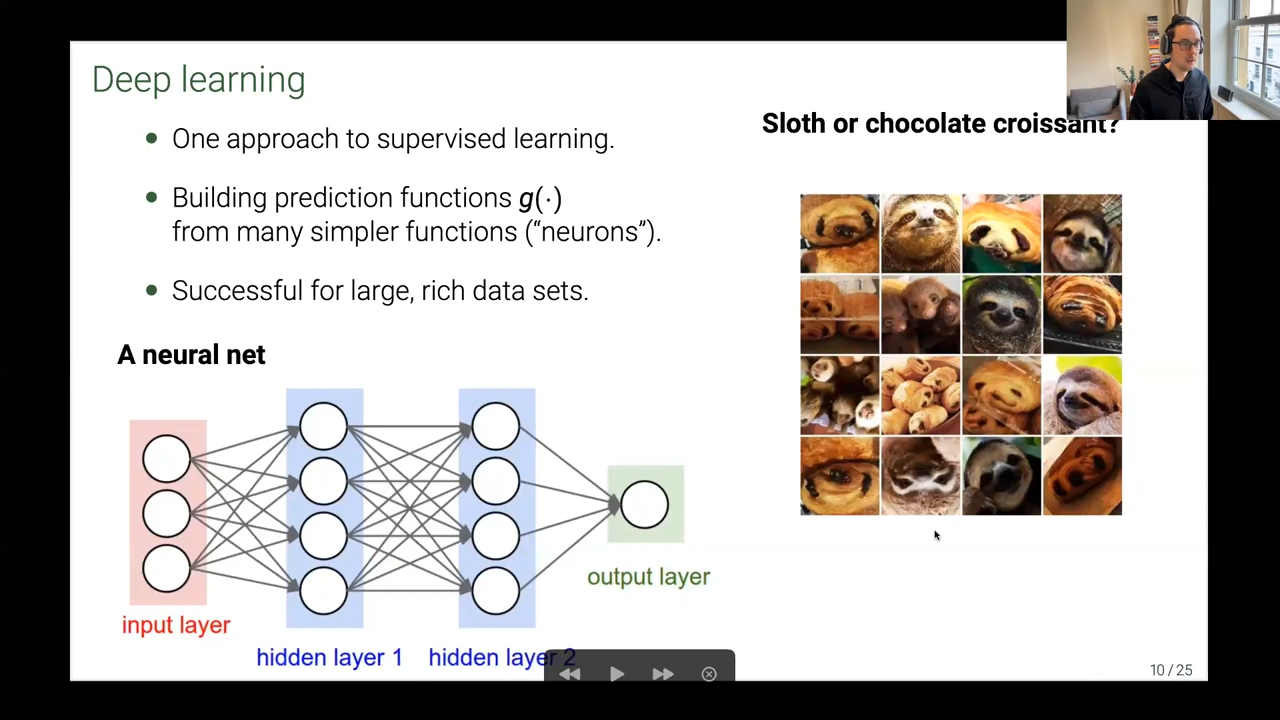 Deep learning
• One approach to supervised learning.
• Building prediction functions g(·)
from many simpler functions (“neurons”).
• Successful for large, rich data sets.
Sloth or chocolate croissant?
A neural net
input layer
hidden layer 1
hidden layer 2
output layer
10 / 25